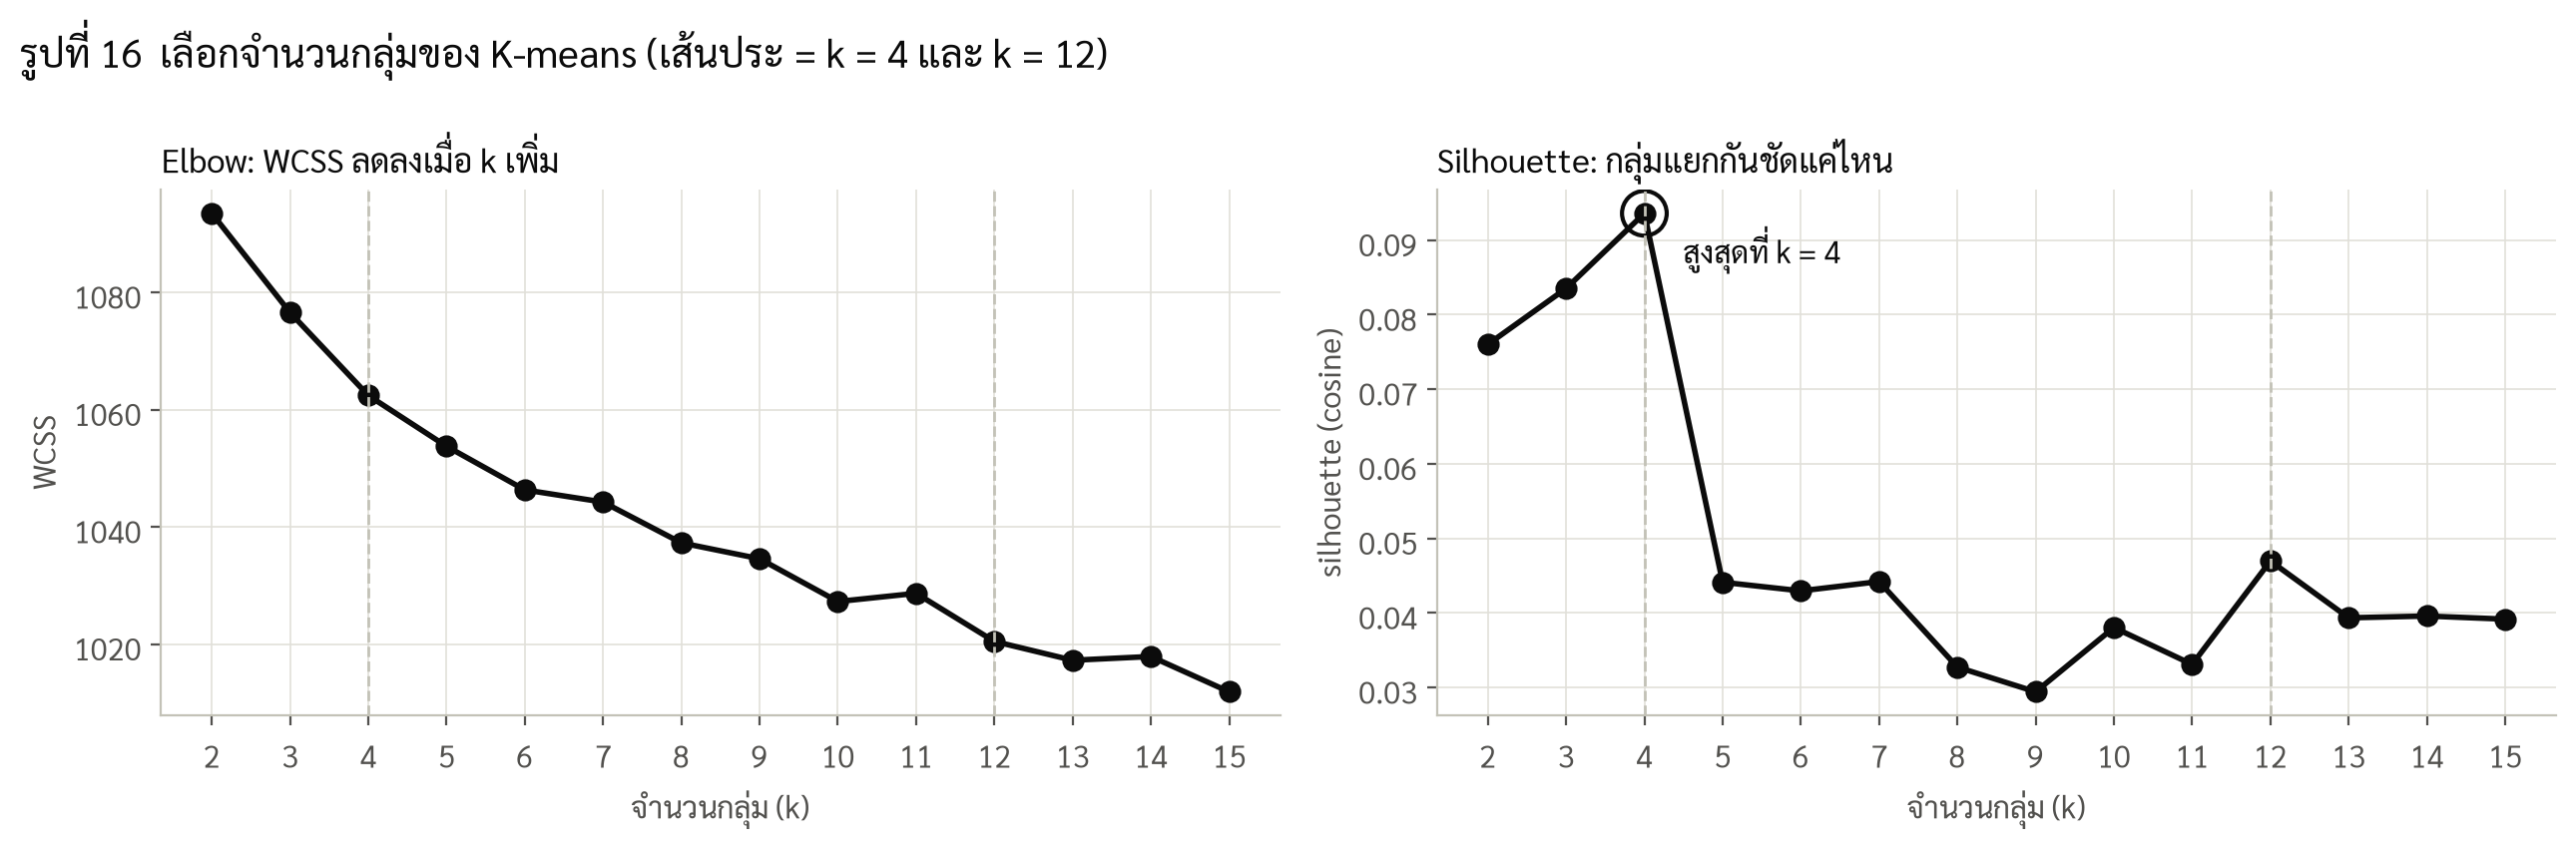 รูปที่ 16 เลือกจำนวนกลุ่มของ K-means (เส้นประ = k = 4 และ k = 12)
Elbow: WCSS ลดลงเมื่อ k เพิ่ม
WCSS
1080
1060
1040
1020
2 3 4 5 6 7 8 9 10 11 12 13 14 15
จำนวนกลุ่ม (k)
Silhouette: กลุ่มแยกกันชัดแค่ไหน
สูงสุดที่ k = 4
silhouette (cosine)
0.09
0.08
0.07
0.06
0.05
0.04
0.03
2 3 4 5 6 7 8 9 10 11 12 13 14 15
จำนวนกลุ่ม (k)